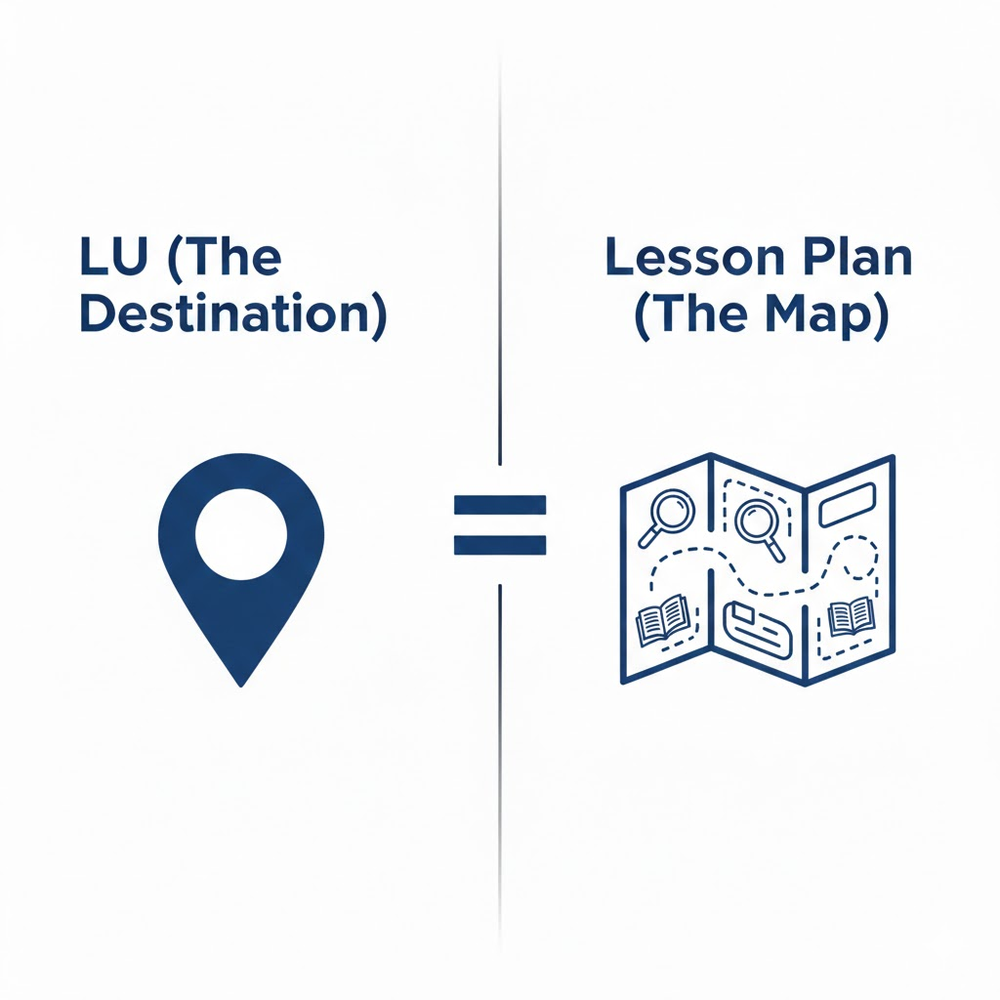 LU (The
Destination)
=
Lesson Plan
(The Map)